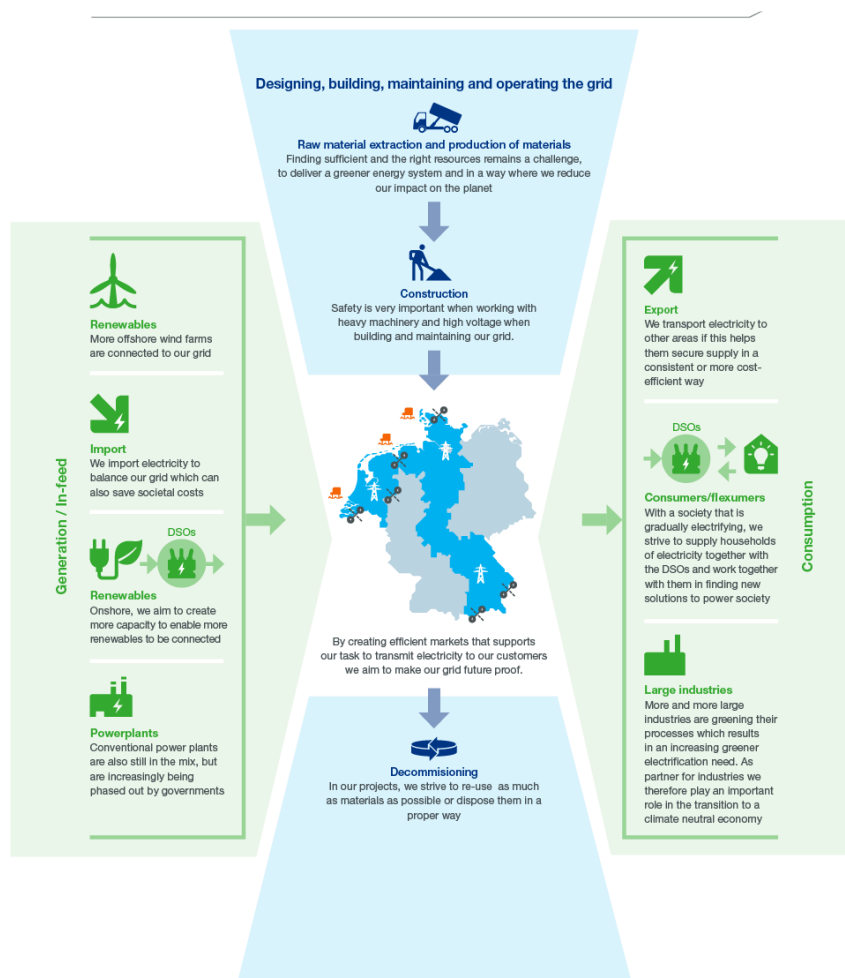 Designing, building, maintaining and operating the grid
Raw material extraction and production of materials
Finding sufficient and the right resources remains a challenge,
to deliver a greener energy system and in a way where we reduce
our impact on the planet
Construction
Safety is very important when working with
heavy machinery and high voltage when
building and maintaining our grid.
Generation / In-feed
Renewables
More offshore wind farms
are connected to our grid
Import
We import electricity to
balance our grid which can
also save societal costs
DSOs
Renewables
Onshore, we aim to create
more capacity to enable more
renewables to be connected
Powerplants
Conventional power plants
are also still in the mix, but
are increasingly being
phased out by governments
By creating efficient markets that supports
our task to transmit electricity to our customers
we aim to make our grid future proof.
Decommisioning
In our projects, we strive to re-use as much
as materials as possible or dispose them in a
proper way
Export
We transport electricity to
other areas if this helps
them secure supply in a
consistent or more cost-
efficient way
DSOs
Consumers/flexumers
With a society that is
gradually electrifying, we
strive to supply households
of electricity together with
the DSOs and work together
with them in finding new
solutions to power society
Large industries
More and more large
industries are greening their
processes which results
in an increasing greener
electrification need. As
partner for industries we
therefore play an important
role in the transition to a
climate neutral economy
Consumption